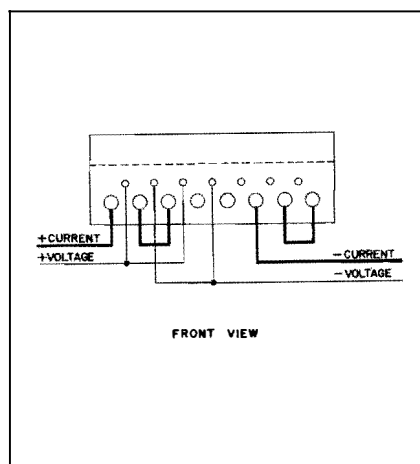 +CURRENT
+VOLTAGE
−CURRENT
−VOLTAGE
FRONT VIEW